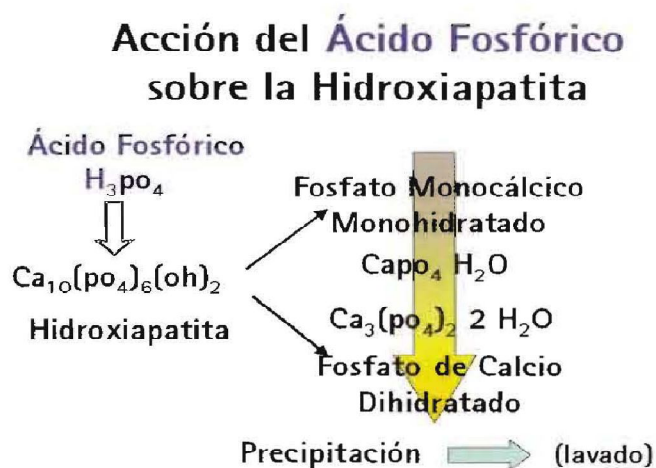 Acción del Ácido Fosfórico
sobre la Hidroxiapatita
Ácido Fosfórico
H₃po₄
Ca₁₀(po₄)₆(oh)₂
Hidroxiapatita
Fosfato Monocálcico
Monohidratado
Capo₄ H₂O
Ca₃(po₄)₂ 2 H₂O
Fosfato de Calcio
Dihidratado
Precipitación (lavado)